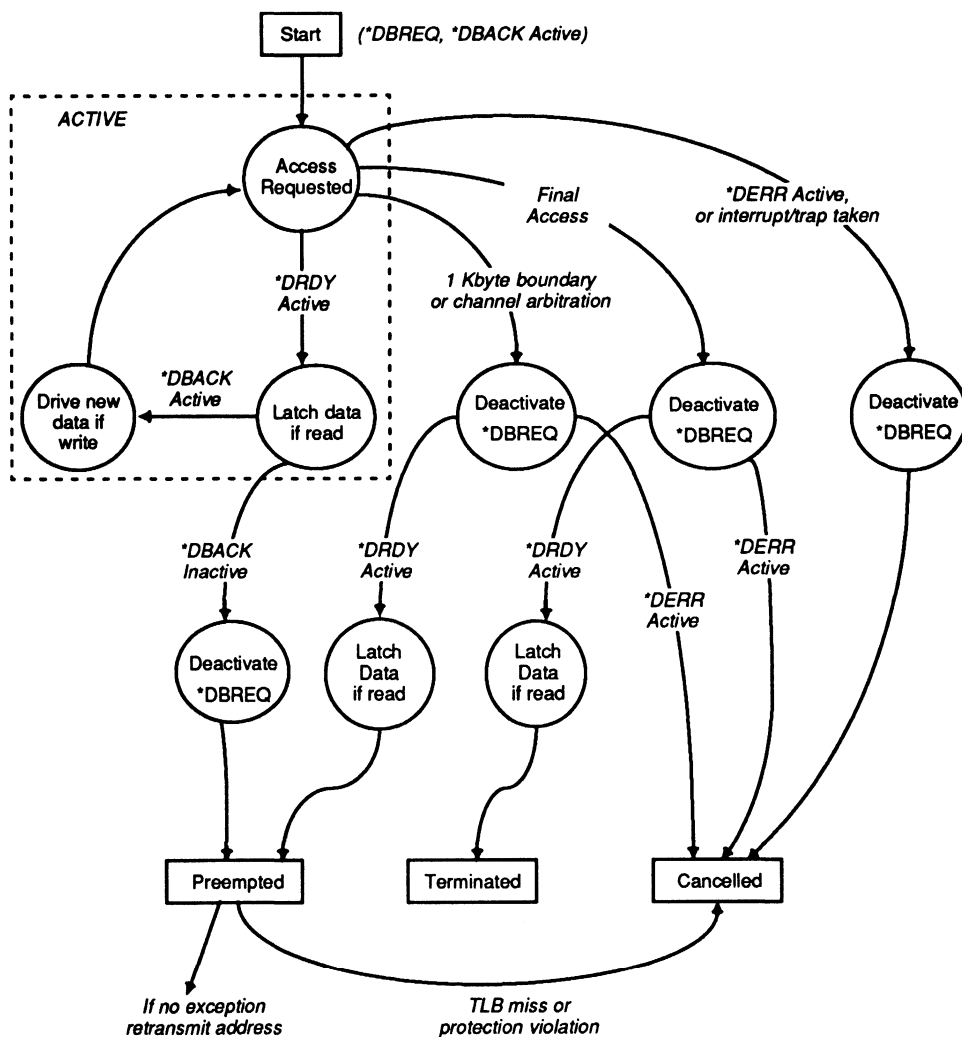 Start
(*DBREQ, *DBACK Active)
ACTIVE
Access
Requested
Final
Access
*DERR Active,
or interrupt/trap taken
*DRDY
Active
1 Kbyte boundary
or channel arbitration
Drive new
data if
write
*DBACK
Active
Latch data
if read
Deactivate
*DBREQ
Deactivate
*DBREQ
Deactivate
*DBREQ
*DBACK
Inactive
*DRDY
Active
*DRDY
Active
*DERR
Active
*DERR
Active
Deactivate
*DBREQ
Latch
Data
if read
Latch
Data
if read
Preempted
Terminated
Cancelled
If no exception
retransmit address
TLB miss or
protection violation